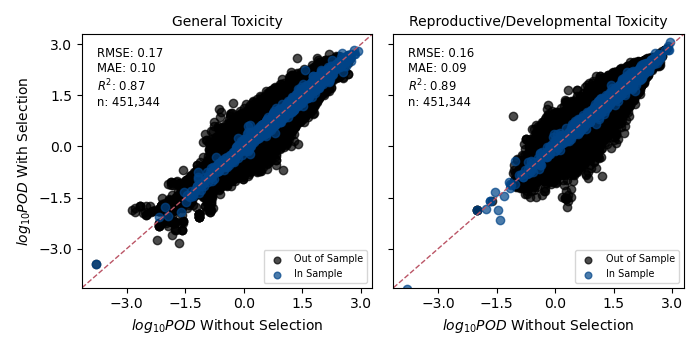 General Toxicity
RMSE: 0.17
MAE: 0.10
R²: 0.87
n: 451,344
3.0
1.5
0.0
−1.5
−3.0
log₁₀POD With Selection
Out of Sample
In Sample
−3.0 −1.5 0.0 1.5 3.0
log₁₀POD Without Selection
Reproductive/Developmental Toxicity
RMSE: 0.16
MAE: 0.09
R²: 0.89
n: 451,344
Out of Sample
In Sample
−3.0 −1.5 0.0 1.5 3.0
log₁₀POD Without Selection